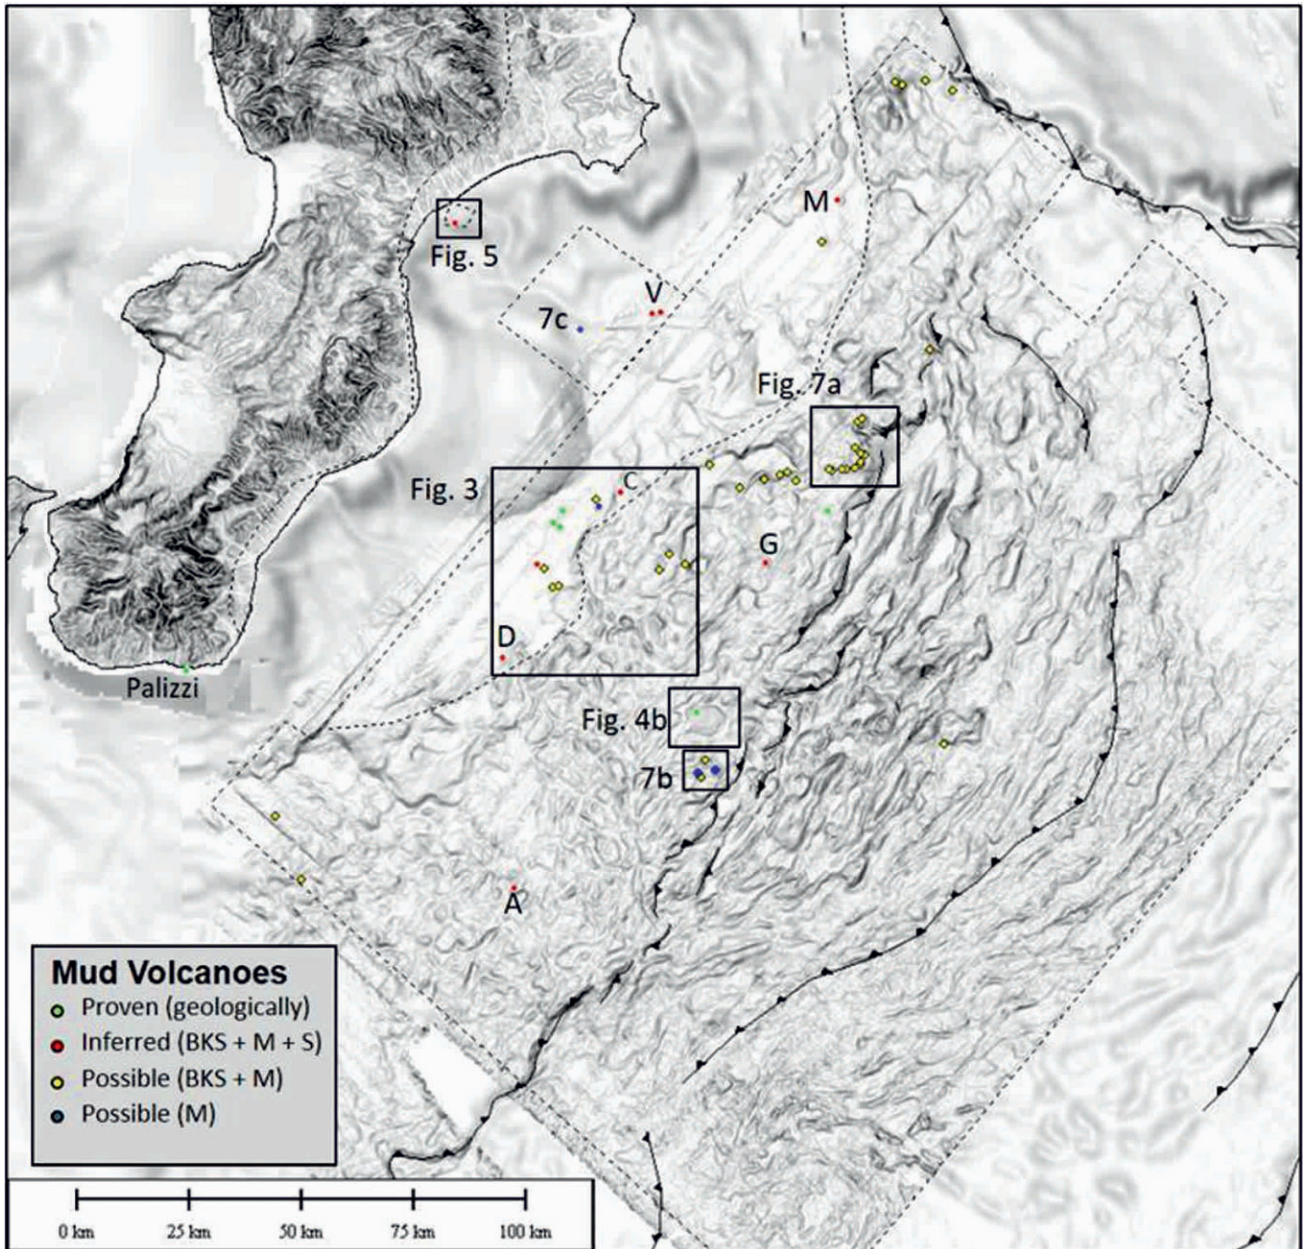 M
Fig. 5
V
7c
Fig. 7a
Fig. 3
C
G
D
Palizzi
Fig. 4b
7b
A
Mud Volcanoes
Proven (geologically)
Inferred (BKS + M + S)
Possible (BKS + M)
Possible (M)
0 km 25 km 50 km 75 km 100 km